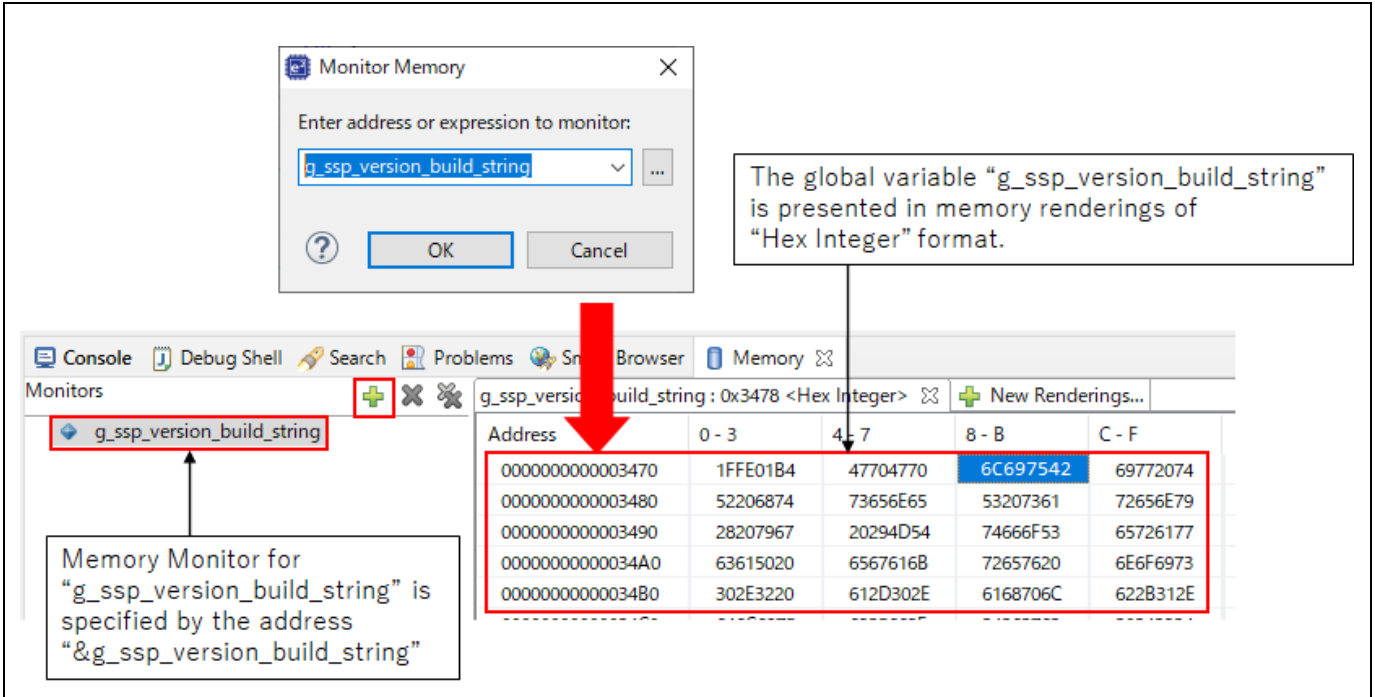 Monitor Memory
Enter address or expression to monitor:
g_ssp_version_build_string
...
?
OK
Cancel
The global variable “g_ssp_version_build_string”
is presented in memory renderings of
“Hex Integer” format.
Console Debug Shell Search Problems Browser Memory
Monitors
g_ssp_version_build_string
g_ssp_versio uild_string : 0x3478 <Hex Integer> New Renderings...
Address 0 - 3 4 - 7 8 - B C - F
0000000000003470 1FFE01B4 47704770 6C697542 69772074
0000000000003480 52206874 73656E65 53207361 72656E79
0000000000003490 28207967 20294D54 74666F53 65726177
00000000000034A0 63615020 6567616B 72657620 6E6F6973
00000000000034B0 302E3220 612D302E 6168706C 622B312E
Memory Monitor for
“g_ssp_version_build_string” is
specified by the address
“&g_ssp_version_build_string”